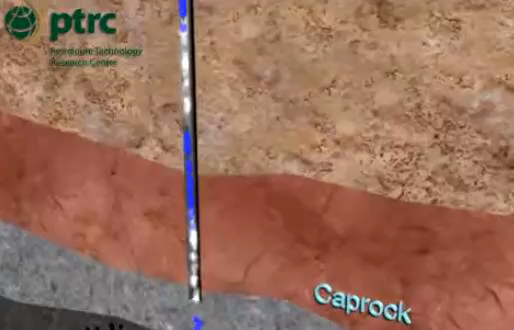 ptrc
Petroleum Technology
Research Centre
Caprock